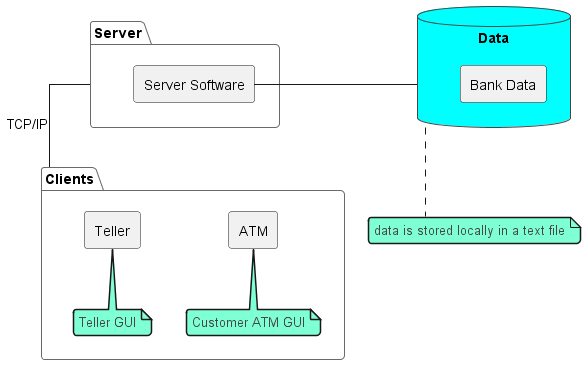 Server
Data
Server Software
Bank Data
TCP/IP
Clients
Teller
ATM
data is stored locally in a text file
Teller GUI
Customer ATM GUI